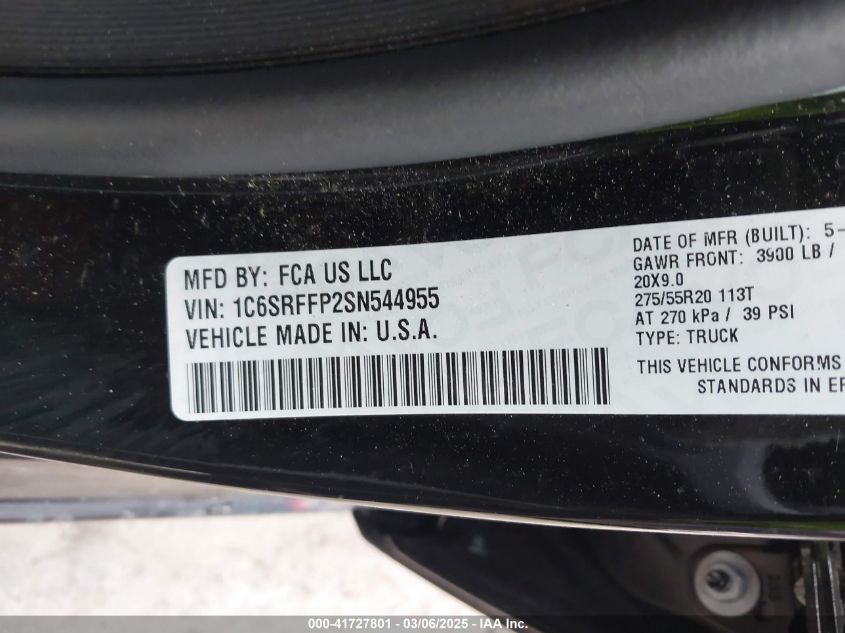 MFD BY: FCA US LLC
VIN: 1C6SRFFP2SN544955
VEHICLE MADE IN: U.S.A.
DATE OF MFR (BUILT): 5-
GAWR FRONT: 3900 LB /
20X9.0
275/55R20 113T
AT 270 kPa / 39 PSI
TYPE: TRUCK
THIS VEHICLE CONFORMS
STANDARDS IN
000-41727801 - 03/06/2025 - IAA Inc.